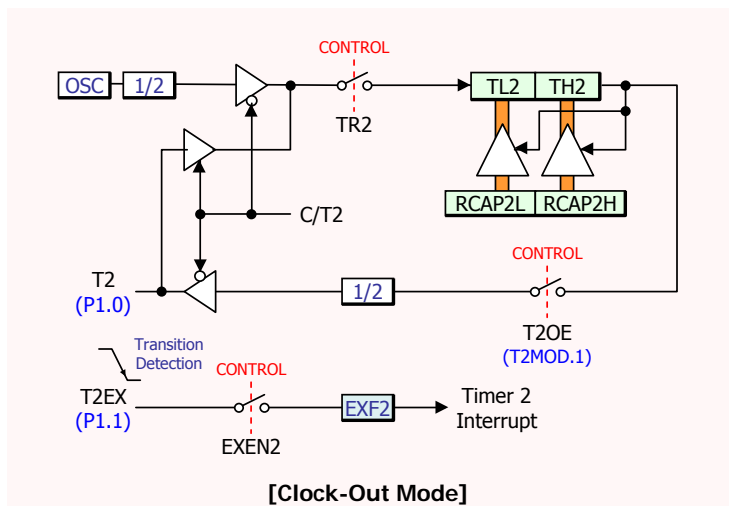 CONTROL
OSC
1/2
TL2
TH2
TR2
RCAP2L
RCAP2H
C/T2
CONTROL
T2
(P1.0)
1/2
T2OE
(T2MOD.1)
Transition
Detection
CONTROL
T2EX
(P1.1)
EXF2
Timer 2
Interrupt
EXEN2
[Clock-Out Mode]